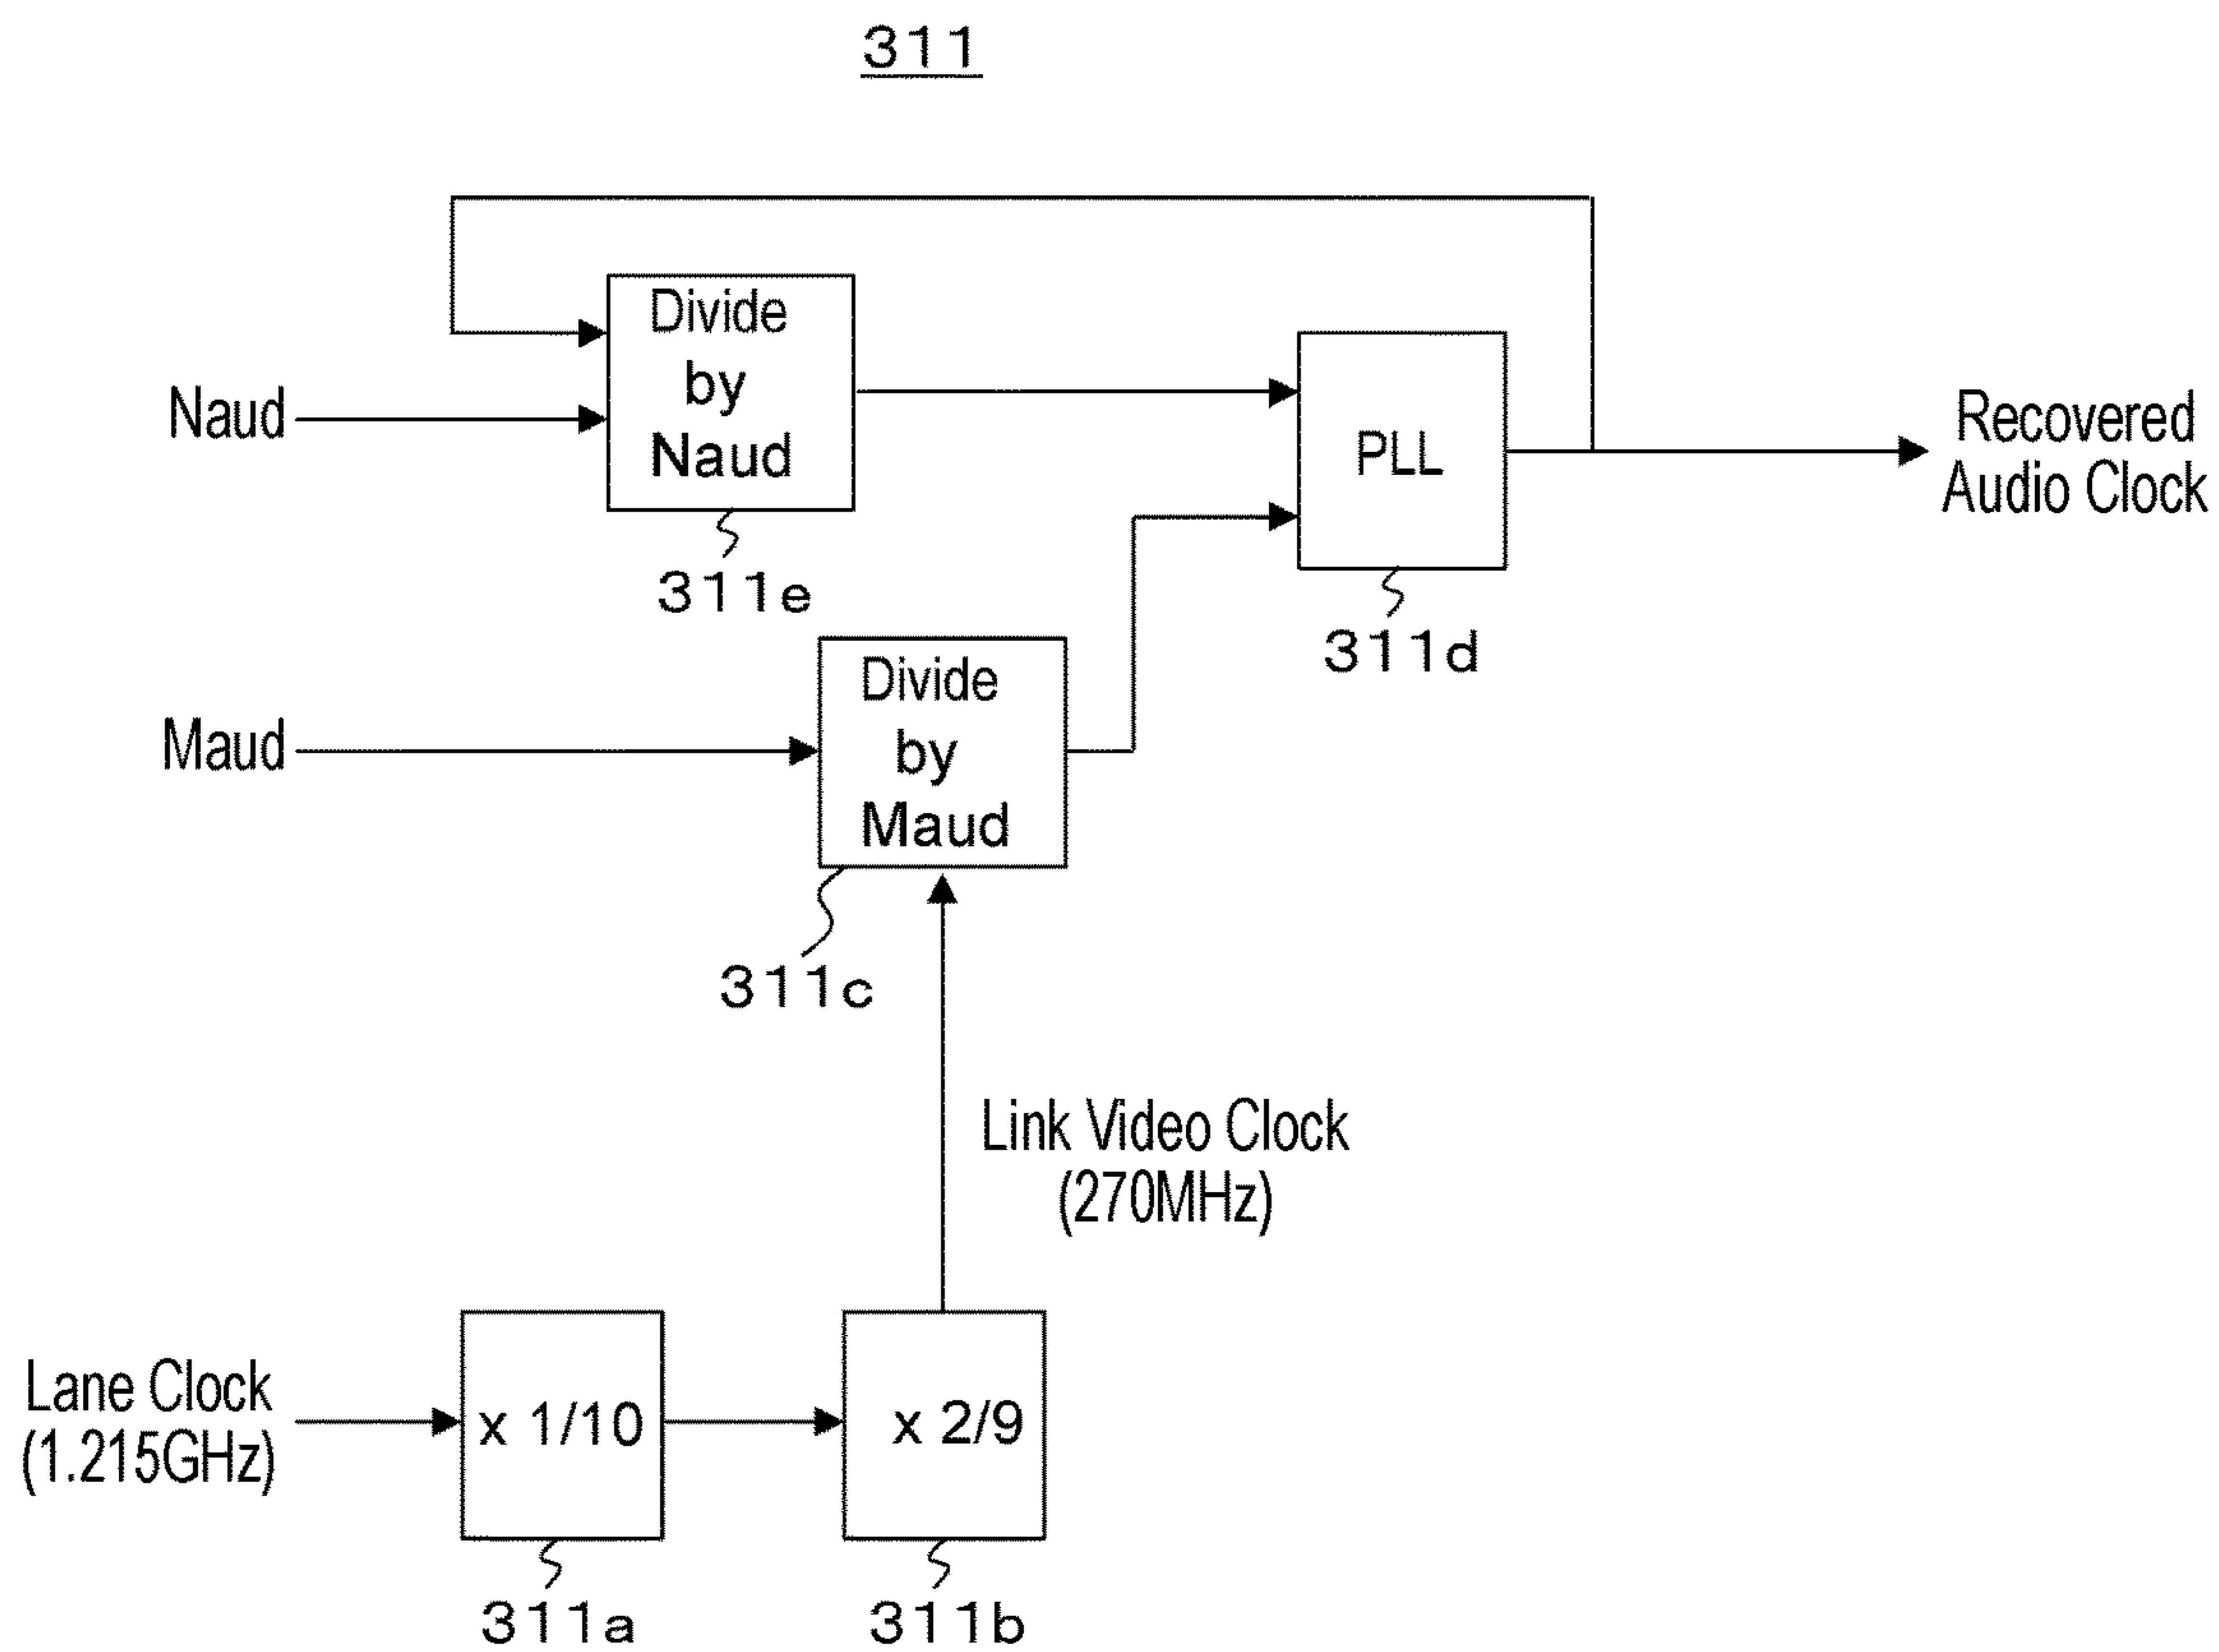 311
Divide
by
Naud
Naud
311e
PLL
311d
Recovered
Audio Clock
Maud
Divide
by
Maud
311c
Link Video Clock
(270MHz)
Lane Clock
(1.215GHz)
x 1/10
311a
x 2/9
311b